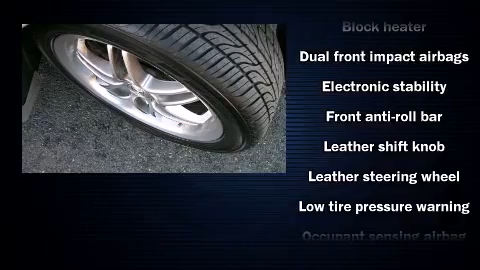 Block heater
Dual front impact airbags
Electronic stability
Front anti-roll bar
Leather shift knob
Leather steering wheel
Low tire pressure warning
Occupant sensing airbag